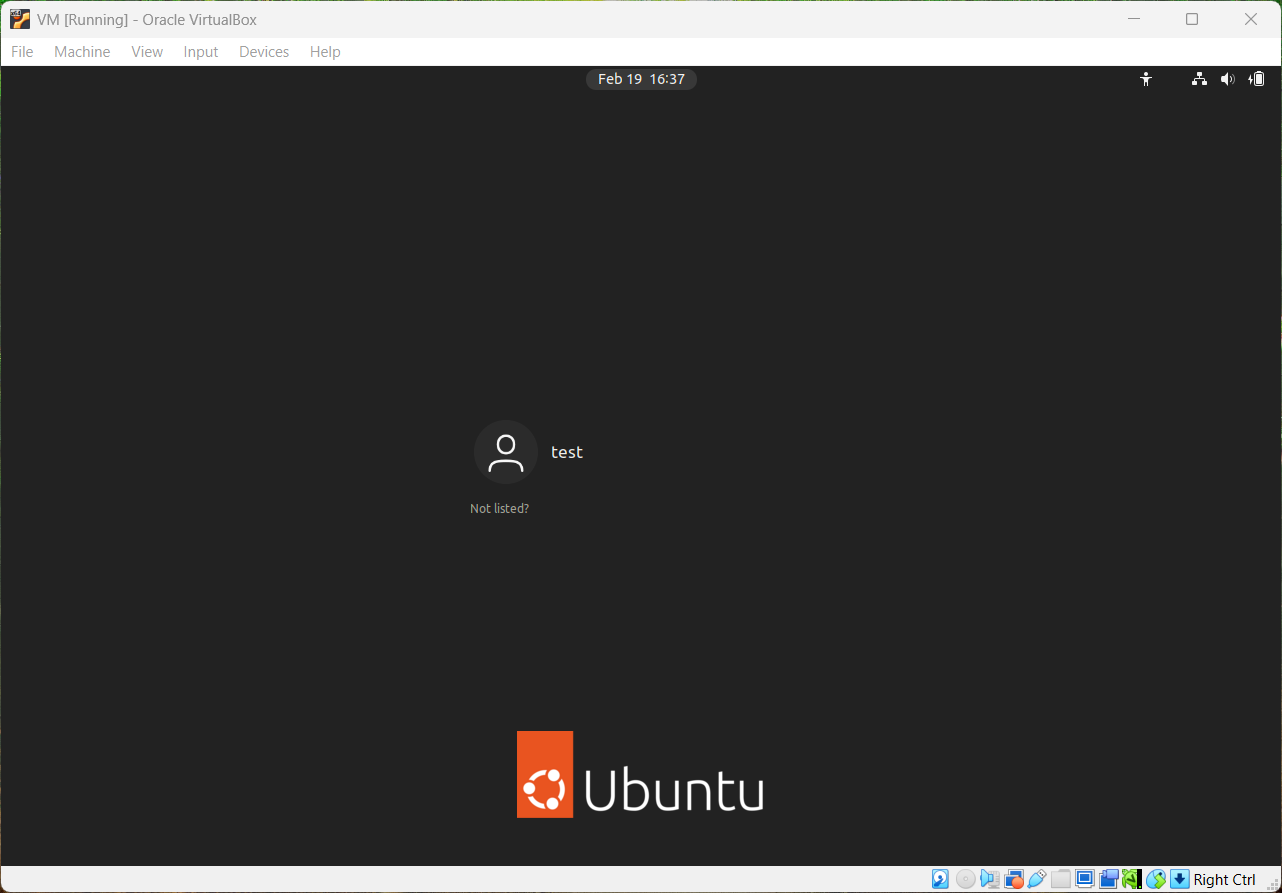 VM [Running] - Oracle VirtualBox
File Machine View Input Devices Help
Feb 19 16:37
test
Not listed?
Ubuntu
Right Ctrl